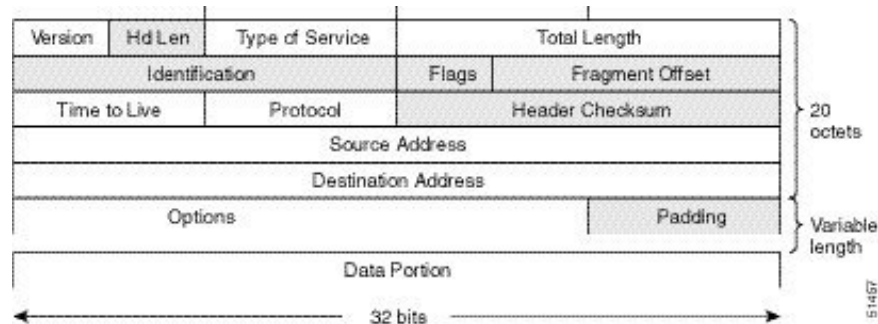 Version Hd Len Type of Service Total Length
Identification Flags Fragment Offset
Time to Live Protocol Header Checksum
20 octets
Source Address
Destination Address
Options Padding
Variable length
Data Portion
32 bits
51457